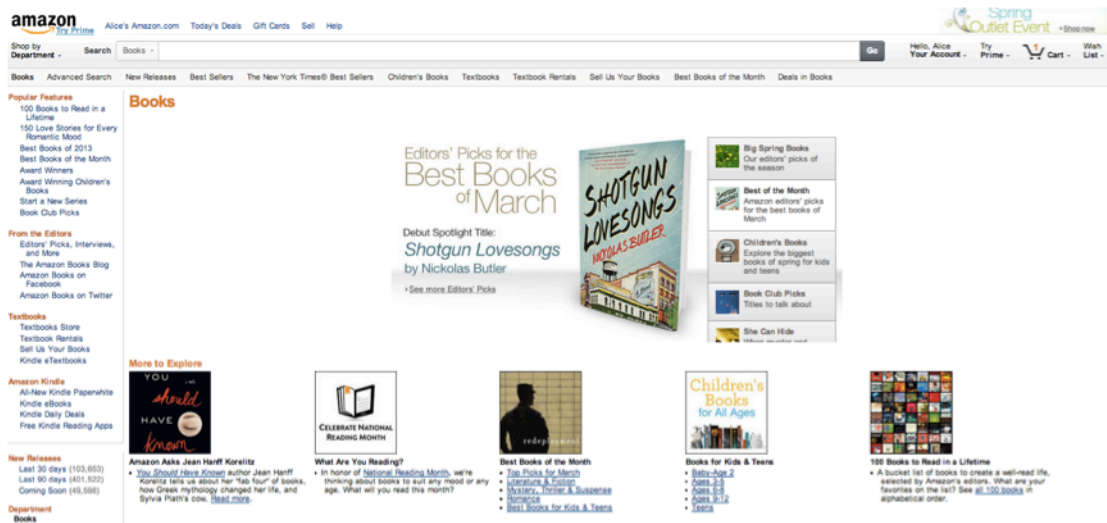 amazon
Try Prime
Alice's Amazon.com Today's Deals Gift Cards Sell Help
Spring
Outlet Event
Shop now
Shop by
Department
Search
Books
Go
Hello, Alice
Your Account
Try
Prime
1
Cart
Wish
List
Books Advanced Search New Releases Best Sellers The New York Times® Best Sellers Children's Books Textbooks Textbook Rentals Sell Us Your Books Best Books of the Month Deals in Books
Popular Features
100 Books to Read in a
Lifetime
150 Love Stories for Every
Romantic Mood
Best Books of 2013
Best Books of the Month
Award Winners
Award Winning Children's
Books
Start a New Series
Book Club Picks
From the Editors
Editors' Picks, Interviews,
and More
The Amazon Books Blog
Amazon Books on
Facebook
Amazon Books on Twitter
Textbooks
Textbooks Store
Textbook Rentals
Sell Us Your Books
Kindle eTextbooks
Amazon Kindle
All-New Kindle Paperwhite
Kindle eBooks
Kindle Daily Deals
Free Kindle Reading Apps
New Releases
Last 30 days (103,653)
Last 90 days (401,522)
Coming Soon (49,598)
Department
Books
Books
Editors' Picks for the
Best Books
of March
Debut Spotlight Title:
Shotgun Lovesongs
by Nickolas Butler
See more Editors' Picks
SHOTGUN
LOVESONGS
NICKOLAS BUTLER
Big Spring Books
Our editors' picks of
the season
Best of the Month
Amazon editors' picks
for the best books of
March
Children's Books
Explore the biggest
books of spring for kids
and teens
Book Club Picks
Titles to talk about
She Can Hide
When murder and
More to Explore
YOU
should
HAVE
Known
Amazon Asks Jean Hanff Korelitz
You Should Have Known author Jean Hanff
Korelitz tells us about her "fab four" of books,
how Greek mythology changed her life, and
Sylvia Plath's cow. Read more.
CELEBRATE NATIONAL
READING MONTH
What Are You Reading?
In honor of National Reading Month, we're
thinking about books to suit any mood or any
age. What will you read this month?
redeployment
Best Books of the Month
Top Picks for March
Literature & Fiction
Mystery, Thriller & Suspense
Romance
Best Books for Kids & Teens
Children's
Books
for All Ages
Books for Kids & Teens
Baby-Age 2
Ages 3-5
Ages 6-8
Ages 9-12
Teens
100 Books to Read in a Lifetime
A bucket list of books to create a well-read life,
selected by Amazon's editors. What are your
favorites on the list? See all 100 books in
alphabetical order.